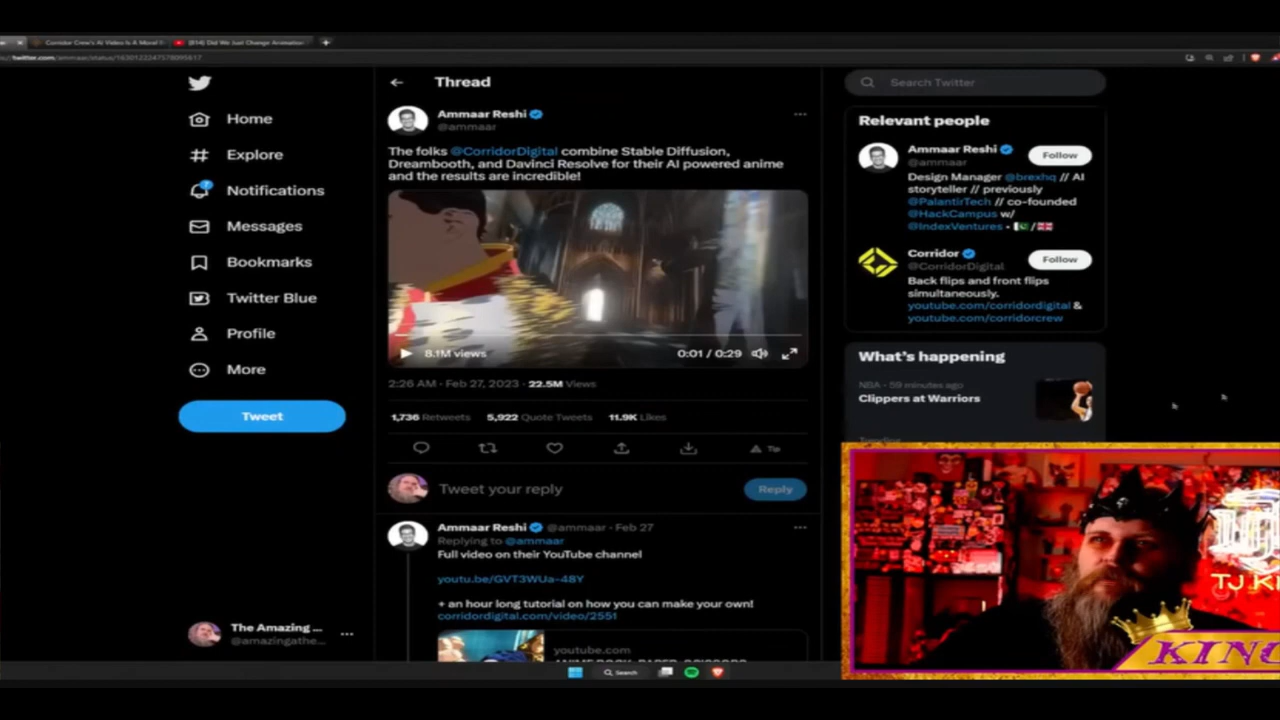 Corridor Crew's Ai Video Is A Moral
(814) Did We Just Change Animation
twitter.com/ammaar/status/1630122247578095617
Home
Explore
Notifications
Messages
Bookmarks
Twitter Blue
Profile
More
Tweet
The Amazing ...
@amazingathe...
Thread
Ammaar Reshi
@ammaar
The folks @CorridorDigital combine Stable Diffusion,
Dreambooth, and Davinci Resolve for their AI powered anime
and the results are incredible!
8.1M views
0:01 / 0:29
2:26 AM · Feb 27, 2023 · 22.5M Views
1,736 Retweets 5,922 Quote Tweets 11.9K Likes
Tip
Tweet your reply
Reply
Ammaar Reshi @ammaar · Feb 27
Replying to @ammaar
Full video on their YouTube channel
youtu.be/GVT3WUa-48Y
+ an hour long tutorial on how you can make your own!
corridordigital.com/video/2551
youtube.com
ANIME ROCK, PAPER, SCISSORS
Search Twitter
Relevant people
Ammaar Reshi
Follow
Design Manager @brexhq // AI
storyteller // previously
@PalantirTech // co-founded
@HackCampus w/
@IndexVentures •
Corridor
@CorridorDigital
Follow
Back flips and front flips
simultaneously.
youtube.com/corridordigital &
youtube.com/corridorcrew
What's happening
NBA · 59 minutes ago
Clippers at Warriors
Trending
Search
TJ KI
KING